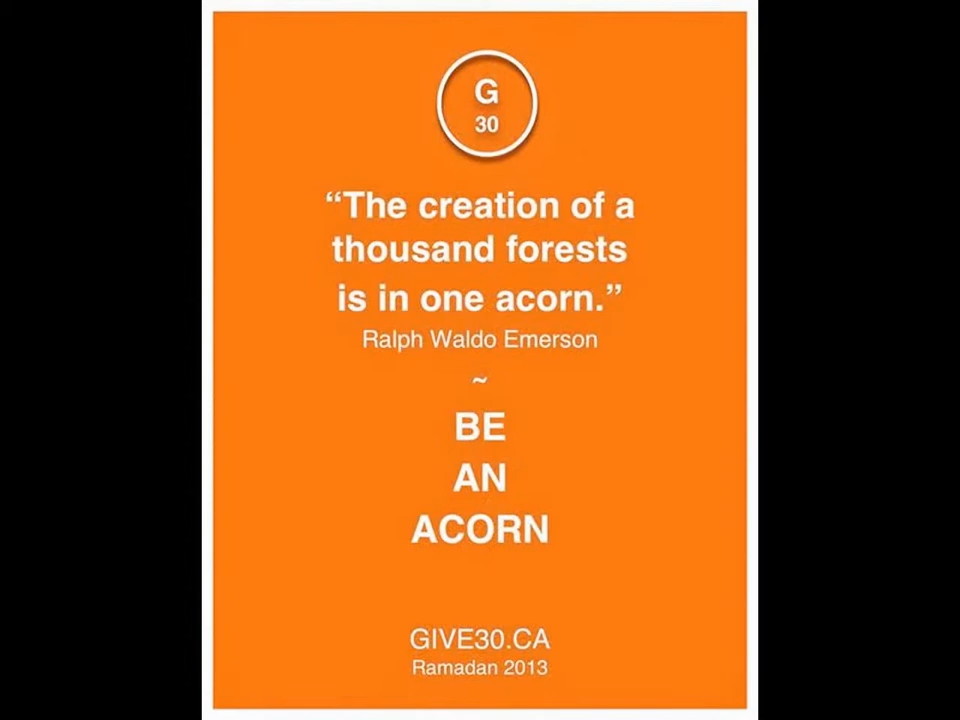 G
30
“The creation of a
thousand forests
is in one acorn.”
Ralph Waldo Emerson
~
BE
AN
ACORN
GIVE30.CA
Ramadan 2013